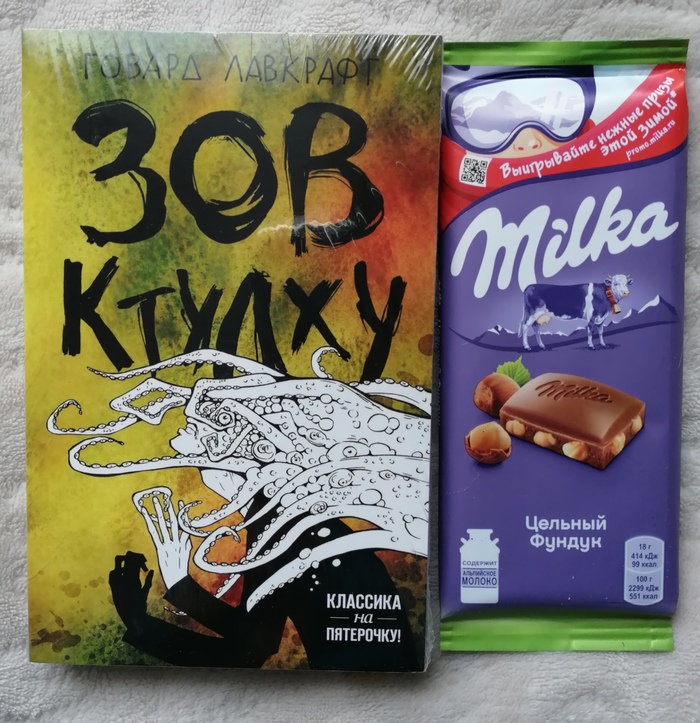 ГОВАРД ЛАВКРАФТ
ЗОВ
КТУЛХУ
КЛАССИКА
на
ПЯТЕРОЧКУ!
Выигрывайте нежные призы
этой Зимой*
promo.milka.ru
Milka
Milka
Цельный
Фундук
СОДЕРЖИТ
АЛЬПИЙСКОЕ
МОЛОКО
18 г
414 кДж
99 ккал
100 г
2299 кДж
551 ккал